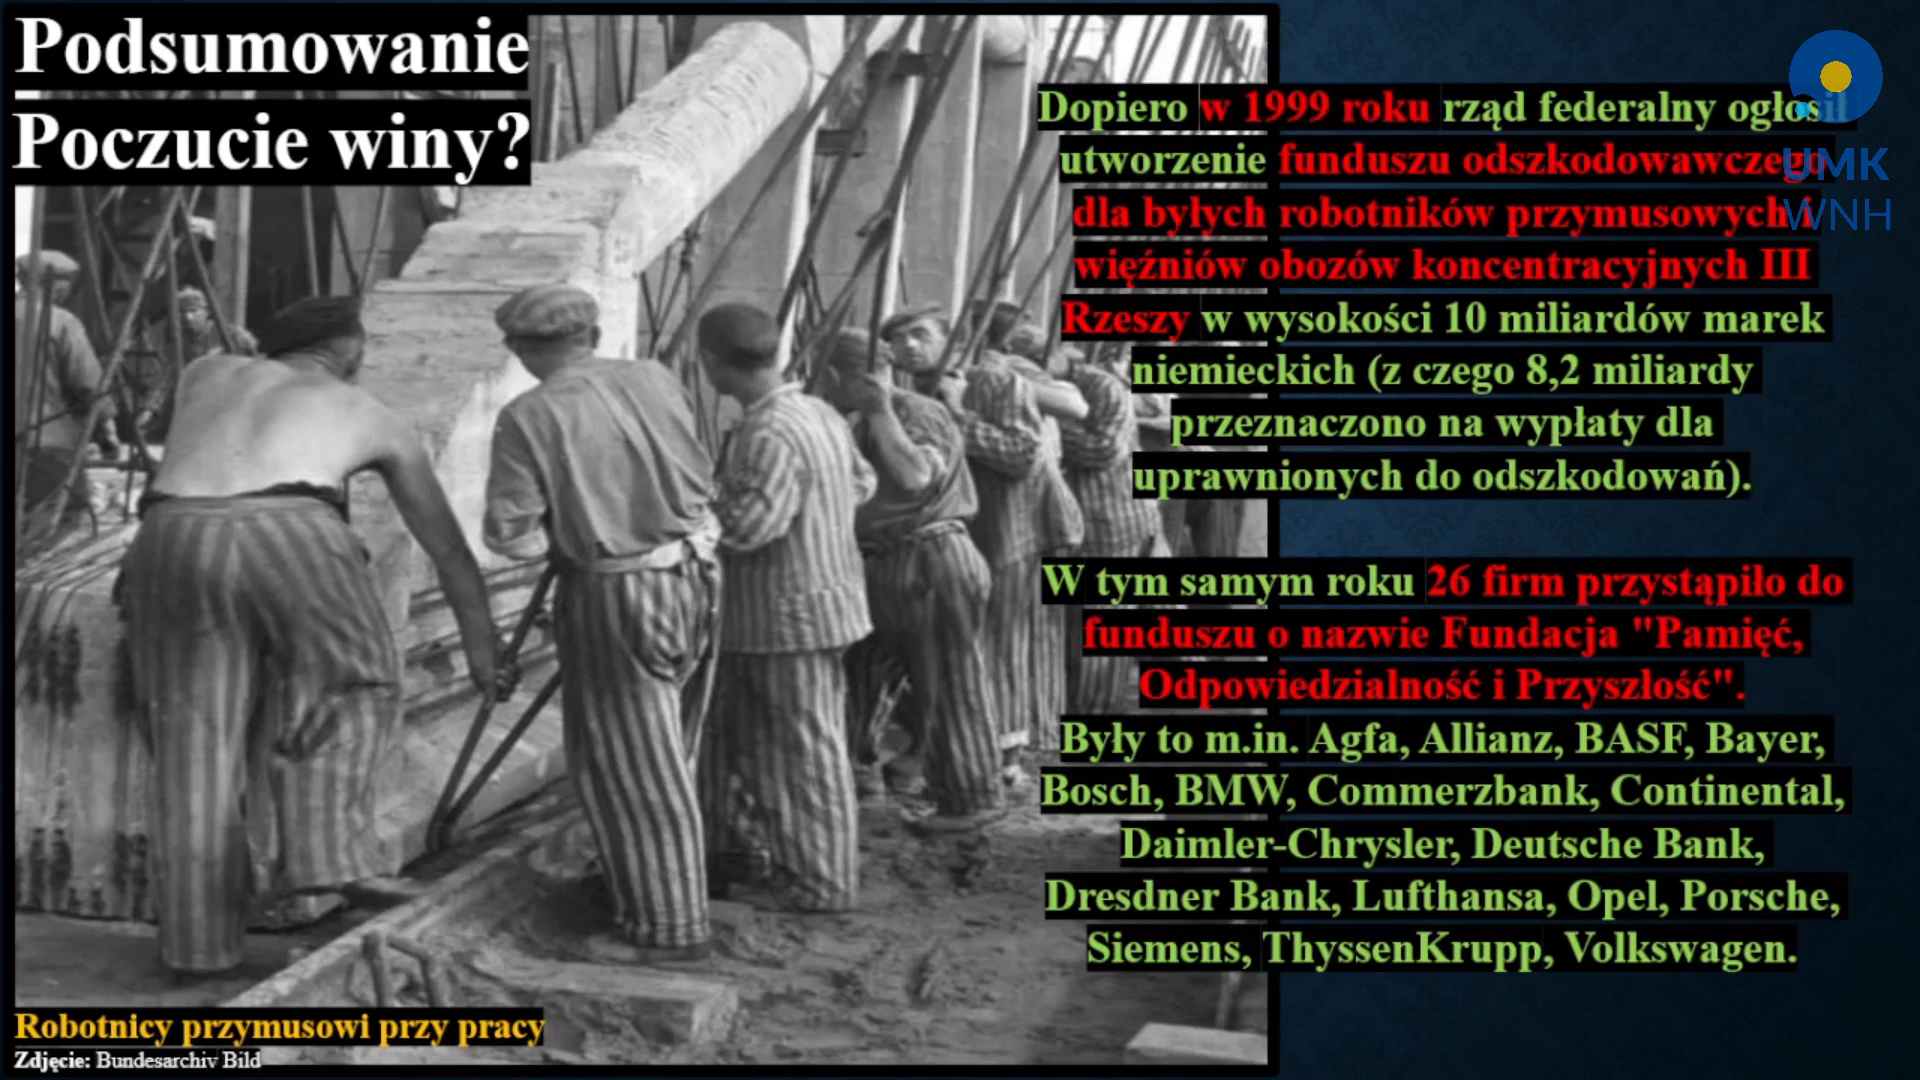 Podsumowanie
Poczucie winy?
Dopiero w 1999 roku rząd federalny ogłosił
utworzenie funduszu odszkodowawczego
dla byłych robotników przymusowych i
więźniów obozów koncentracyjnych III
Rzeszy w wysokości 10 miliardów marek
niemieckich (z czego 8,2 miliardy
przeznaczono na wypłaty dla
uprawnionych do odszkodowań).
W tym samym roku 26 firm przystąpiło do
funduszu o nazwie Fundacja "Pamięć,
Odpowiedzialność i Przyszłość".
Były to m.in. Agfa, Allianz, BASF, Bayer,
Bosch, BMW, Commerzbank, Continental,
Daimler-Chrysler, Deutsche Bank,
Dresdner Bank, Lufthansa, Opel, Porsche,
Siemens, ThyssenKrupp, Volkswagen.
UMK
WNH
Robotnicy przymusowi przy pracy
Zdjęcie: Bundesarchiv Bild